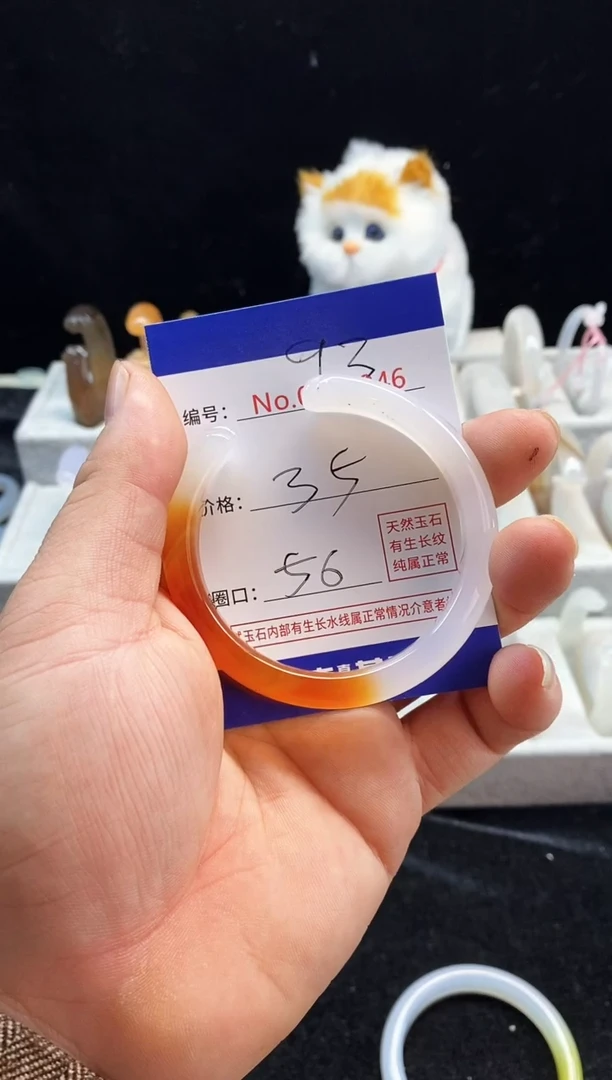 93
编号: No.0 346
价格: 35
天然玉石
有生长纹
纯属正常
圈口: 56
玉石内部有生长水线属正常情况介意者